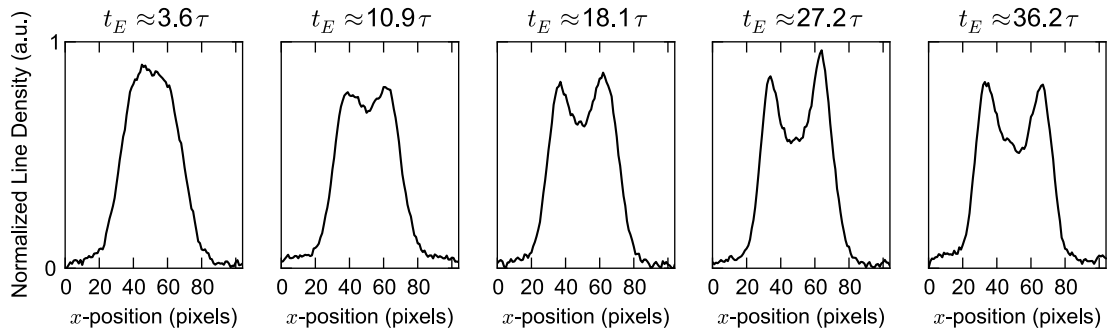 t_E ≈3.6τ t_E ≈10.9τ t_E ≈18.1τ t_E ≈27.2τ t_E ≈36.2τ
Normalized Line Density (a.u.)
1
0
0 20 40 60 80 0 20 40 60 80 0 20 40 60 80 0 20 40 60 80 0 20 40 60 80
x-position (pixels) x-position (pixels) x-position (pixels) x-position (pixels) x-position (pixels)